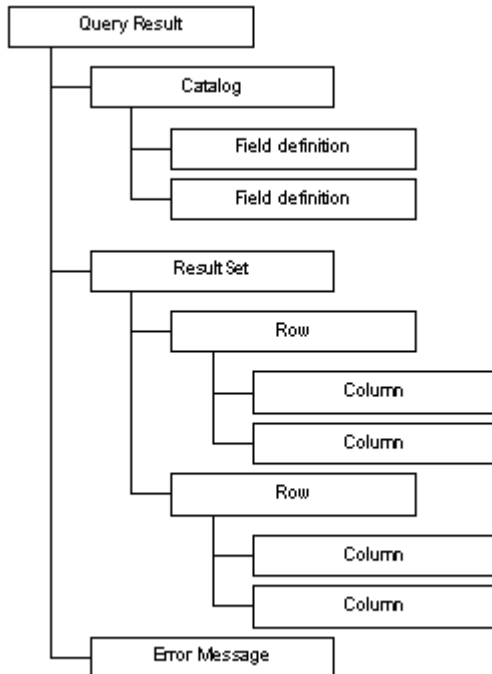 Query Result
Catalog
Field definition
Field definition
Result Set
Row
Column
Column
Row
Column
Column
Error Message